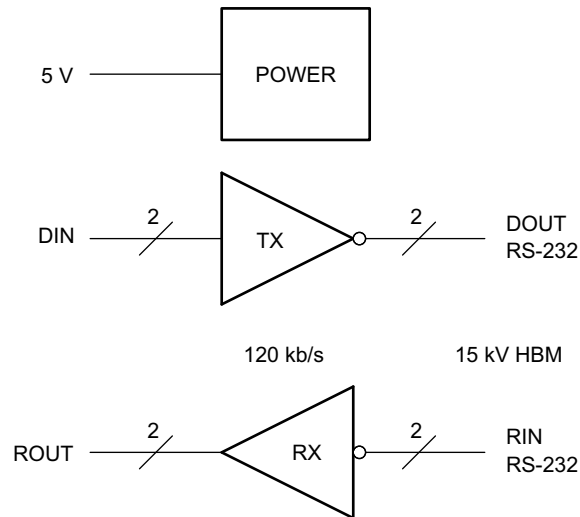 5 V
POWER
DIN
2
TX
2
DOUT
RS-232
120 kb/s
15 kV HBM
ROUT
2
RX
2
RIN
RS-232